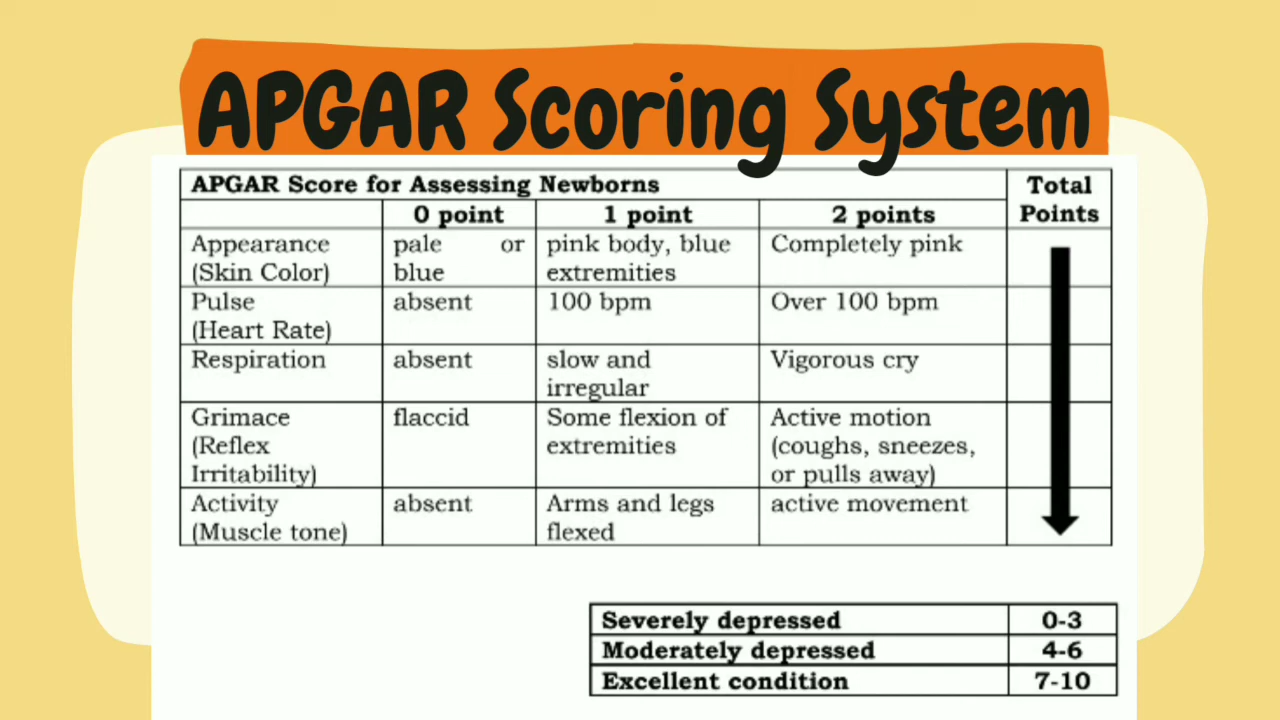 APGAR Scoring System
APGAR Score for Assessing Newborns Total Points
0 point 1 point 2 points
Appearance (Skin Color) pale or blue pink body, blue extremities Completely pink
Pulse (Heart Rate) absent 100 bpm Over 100 bpm
Respiration absent slow and irregular Vigorous cry
Grimace (Reflex Irritability) flaccid Some flexion of extremities Active motion (coughs, sneezes, or pulls away)
Activity (Muscle tone) absent Arms and legs flexed active movement
Severely depressed 0-3
Moderately depressed 4-6
Excellent condition 7-10